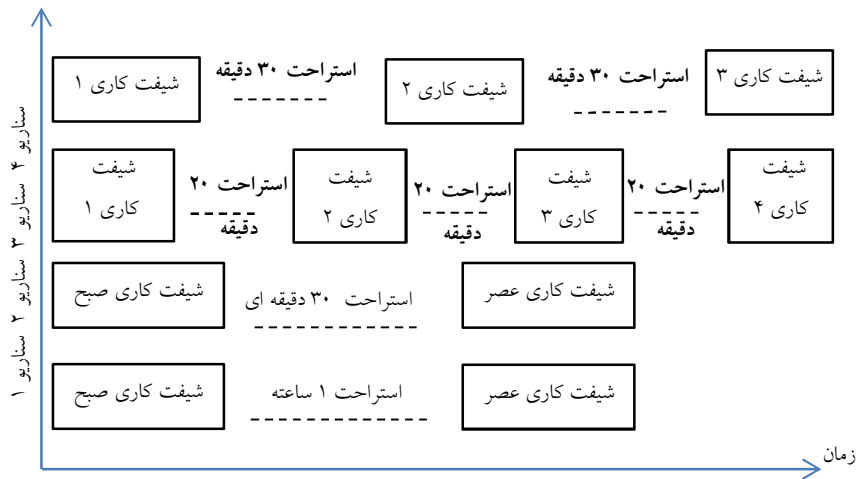 شیفت کاری ۱
استراحت ۳۰ دقیقه
شیفت کاری ۲
استراحت ۳۰ دقیقه
شیفت کاری ۳
شیفت
کاری ۱
استراحت ۲۰
دقیقه
شیفت
کاری ۲
استراحت ۲۰
دقیقه
شیفت
کاری ۳
استراحت ۲۰
دقیقه
شیفت
کاری ۴
شیفت کاری صبح
استراحت ۳۰ دقیقه ای
شیفت کاری عصر
شیفت کاری صبح
استراحت ۱ ساعته
شیفت کاری عصر
سناریو ۱ سناریو ۲ سناریو ۳ سناریو ۴
زمان